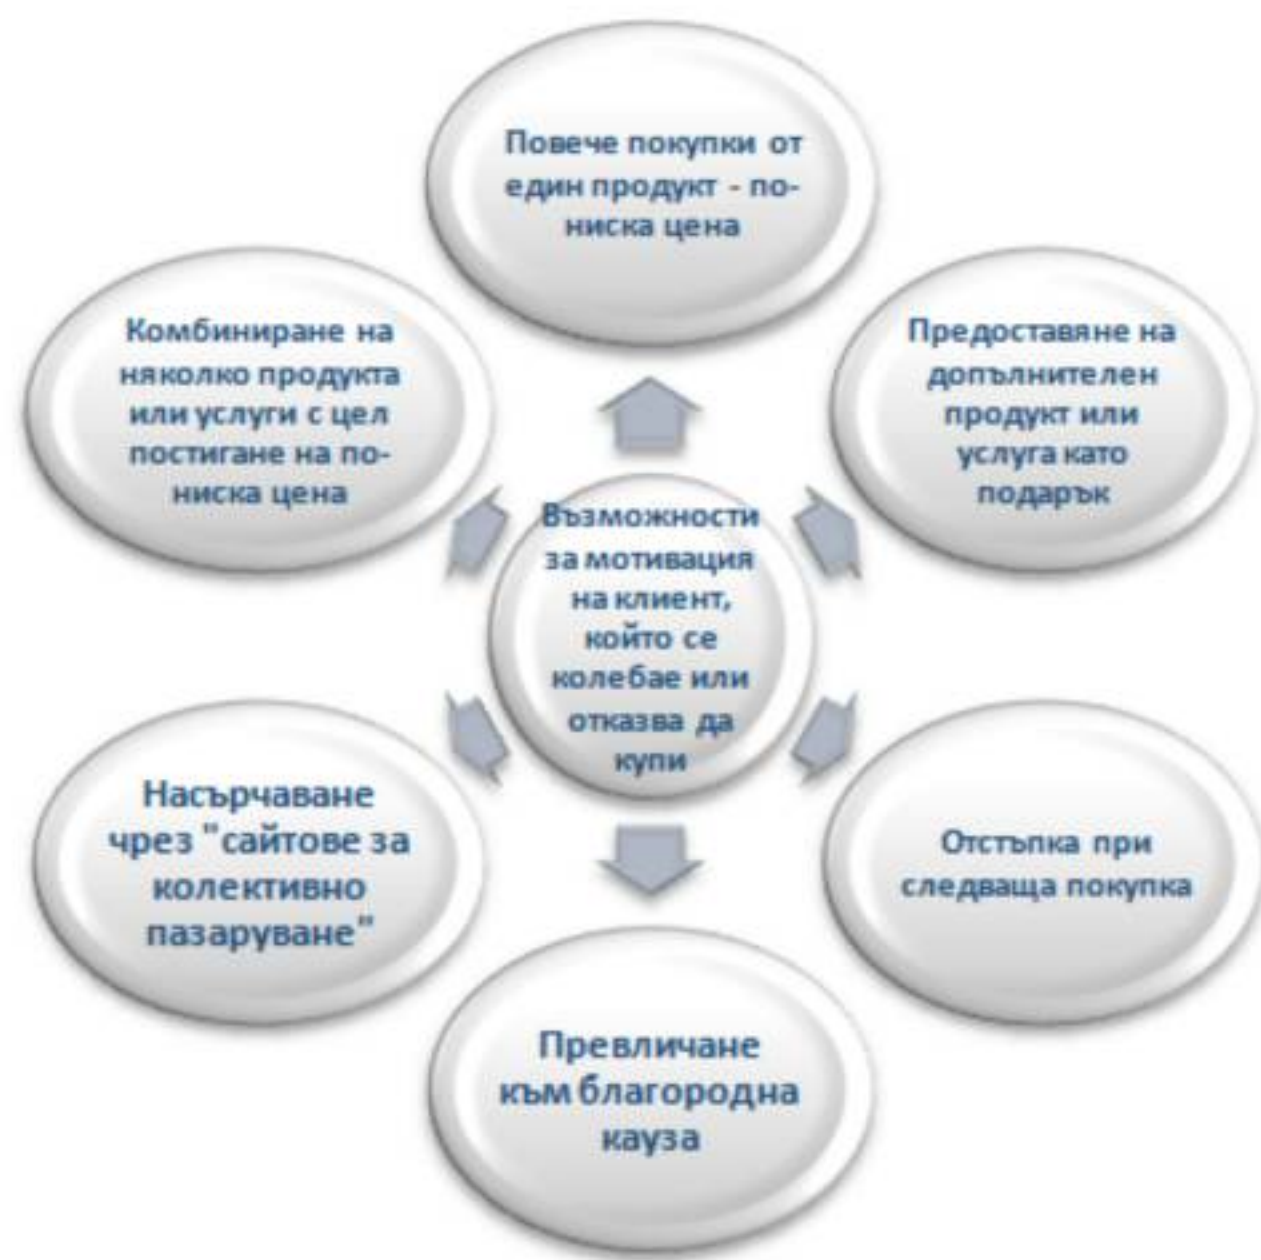 Повече покупки от
един продукт - по-
ниска цена
Предоставяне на
допълнителен
продукт или
услуга като
подарък
Отстъпка при
следваща покупка
Превличане
към благородна
кауза
Насърчаване
чрез "сайтове за
колективно
пазаруване"
Комбиниране на
няколко продукта
или услуги с цел
постигане на по-
ниска цена
Възможности
за мотивация
на клиент,
който се
колебае или
отказва да
купи